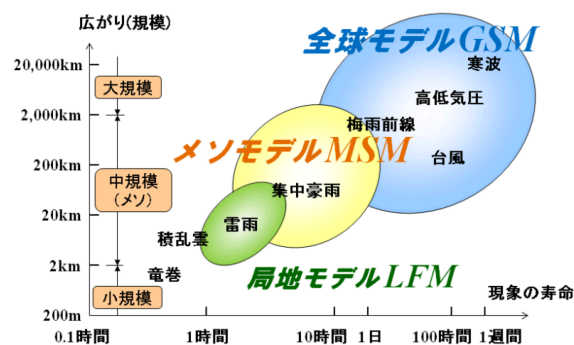 広がり(規模)
全球モデルGSM
20,000km
寒波
大規模
高低気圧
2,000km
梅雨前線
メソモデルMSM
台風
200km
中規模
(メソ)
集中豪雨
20km
雷雨
積乱雲
2km
竜巻
局地モデルLFM
小規模
現象の寿命
200m
0.1時間
1時間
10時間
1日
100時間
1週間